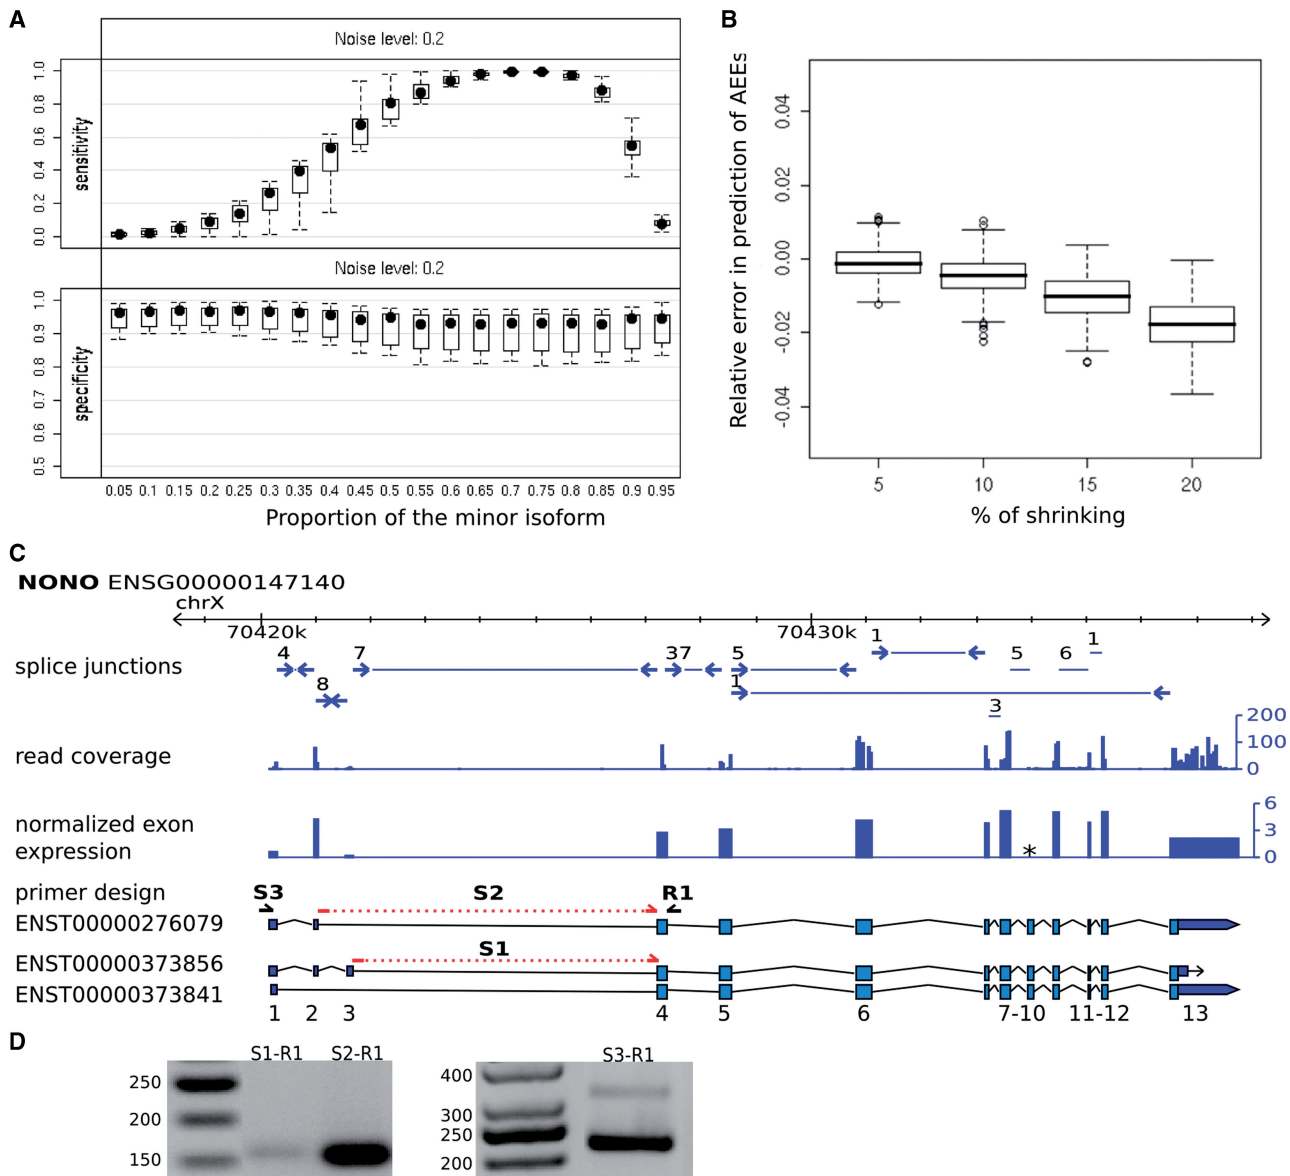 A
Noise level: 0.2
sensitivity
1.0
0.8
0.6
0.4
0.2
0.0
Noise level: 0.2
specificity
1.0
0.9
0.8
0.7
0.6
0.5
0.05 0.1 0.15 0.2 0.25 0.3 0.35 0.4 0.45 0.5 0.55 0.6 0.65 0.7 0.75 0.8 0.85 0.9 0.95
Proportion of the minor isoform
B
Relative error in prediction of AEEs
0.04
0.02
0.00
-0.02
-0.04
5 10 15 20
% of shrinking
C
NONO ENSG00000147140
chrX
70420k 70430k
splice junctions
4 7 37 5 1 5 6 1
8 1
3
read coverage
200
100
0
normalized exon
expression
6
3
0
*
primer design
S3 S2 R1
ENST00000276079
S1
ENST00000373856
ENST00000373841
1 2 3 4 5 6 7-10 11-12 13
D
S1-R1 S2-R1
250
200
150
S3-R1
400
300
250
200